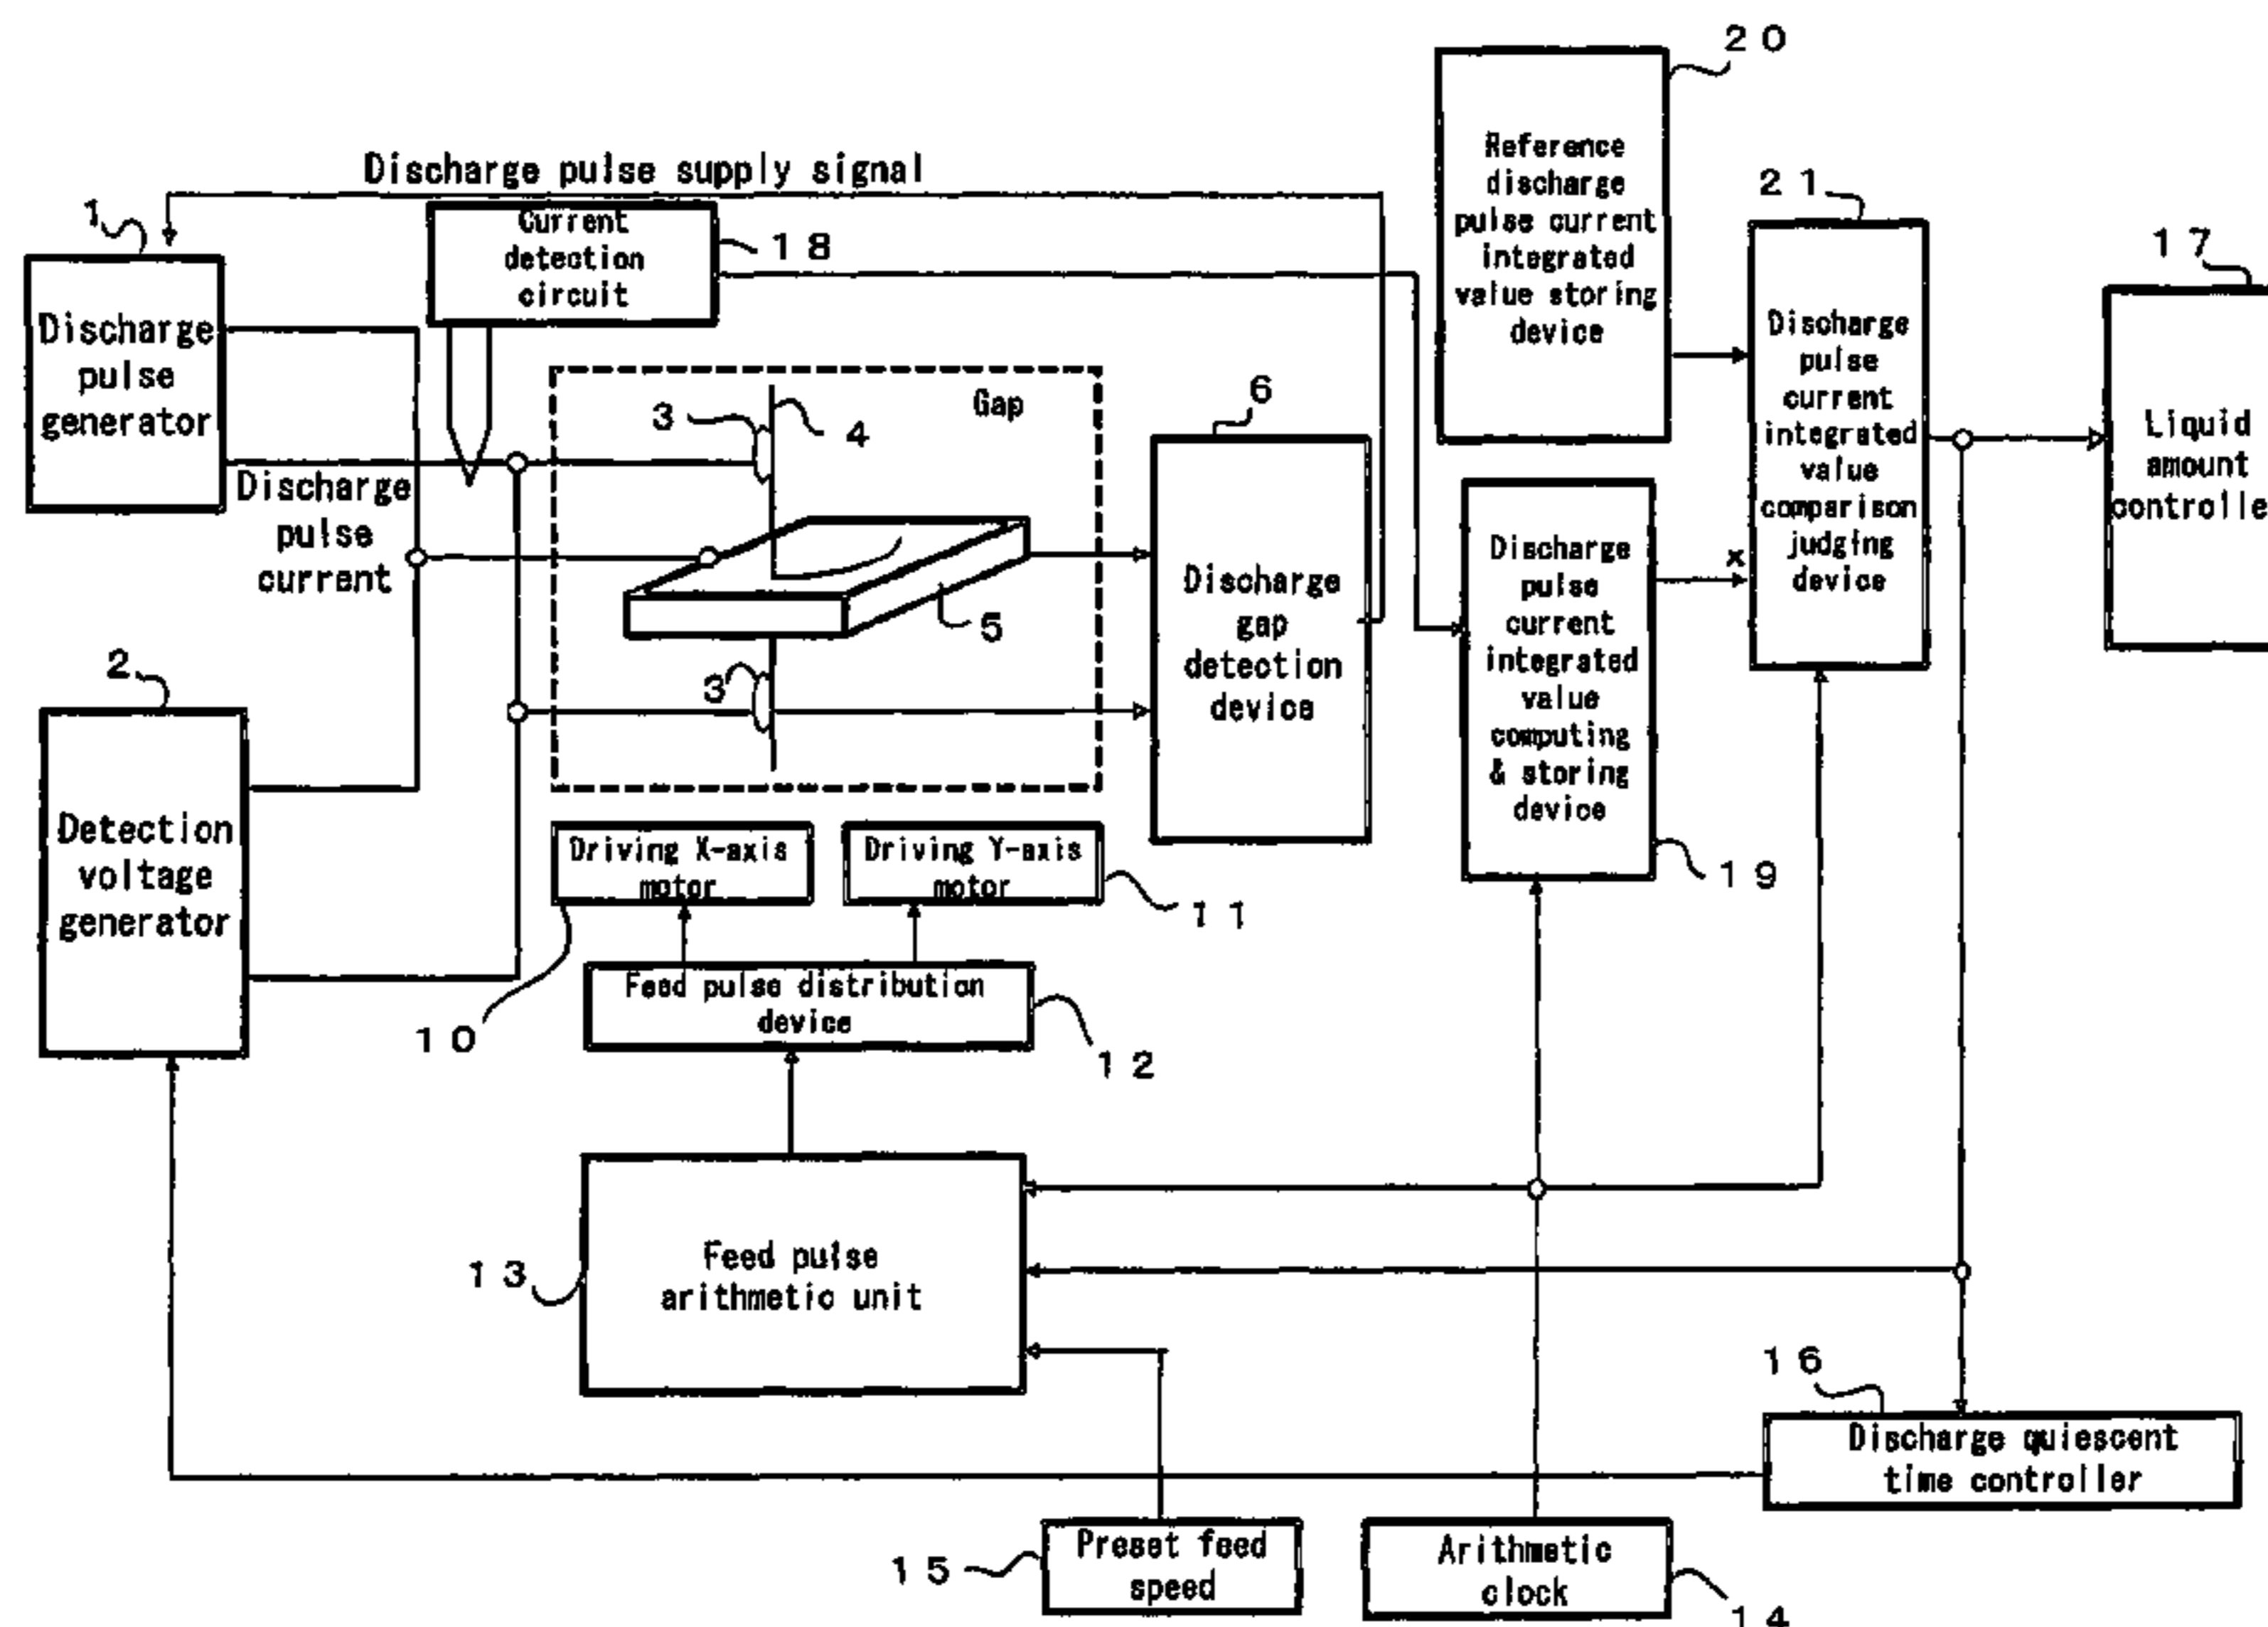 20
Reference
discharge
pulse current
integrated
value storing
device
Discharge pulse supply signal
21
1
Current
detection
circuit
18
17
Discharge
pulse
generator
Discharge
pulse
current
3
4
Gap
6
Discharge
pulse
current
integrated
value
comparison
judging
device
Liquid
amount
controlle
Discharge
gap
detection
device
Discharge
pulse
current
integrated
value
computing
& storing
device
x
5
3
2
Detection
voltage
generator
Driving X-axis
motor
Driving Y-axis
motor
19
11
10
Feed pulse distribution
device
12
13
Feed pulse
arithmetic unit
16
Discharge quiescent
time controller
15
Preset feed
speed
Arithmetic
clock
14